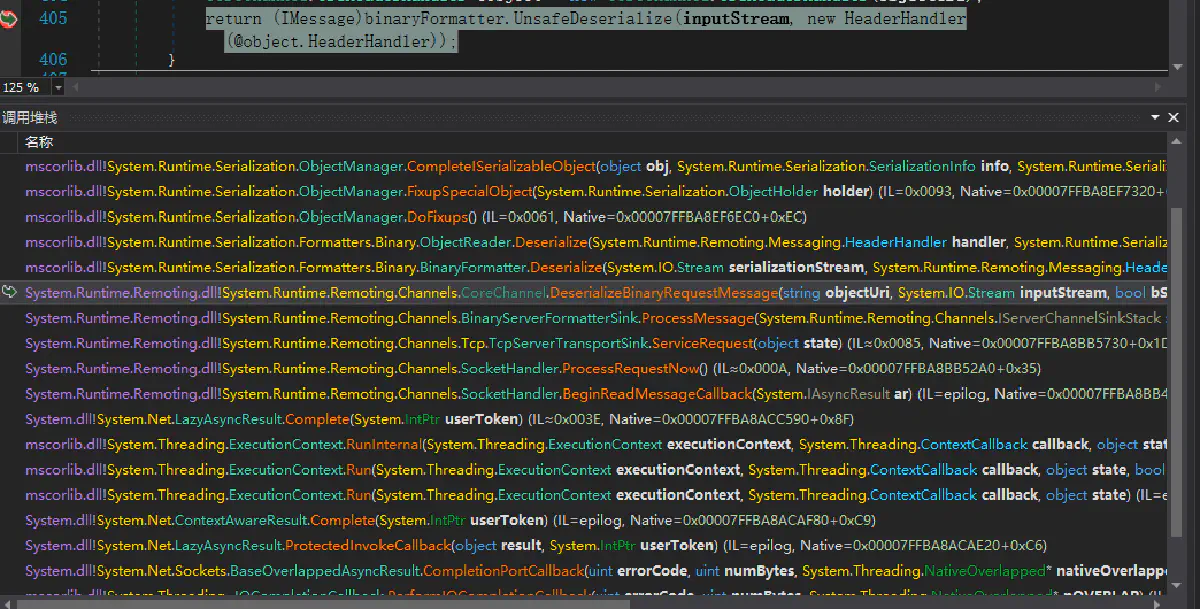 405
return (IMessage)binaryFormatter.UnsafeDeserialize(inputStream, new HeaderHandler
(@object.HeaderHandler));
406 }
125 %
调用堆栈
名称
mscorlib.dll!System.Runtime.Serialization.ObjectManager.CompleteISerializableObject(object obj, System.Runtime.Serialization.SerializationInfo info, System.Runtime.Seriali
mscorlib.dll!System.Runtime.Serialization.ObjectManager.FixupSpecialObject(System.Runtime.Serialization.ObjectHolder holder) (IL=0x0093, Native=0x00007FFBA8EF7320+
mscorlib.dll!System.Runtime.Serialization.ObjectManager.DoFixups() (IL=0x0061, Native=0x00007FFBA8EF6EC0+0xEC)
mscorlib.dll!System.Runtime.Serialization.Formatters.Binary.ObjectReader.Deserialize(System.Runtime.Remoting.Messaging.HeaderHandler handler, System.Runtime.Serializ
mscorlib.dll!System.Runtime.Serialization.Formatters.Binary.BinaryFormatter.Deserialize(System.IO.Stream serializationStream, System.Runtime.Remoting.Messaging.Heade
System.Runtime.Remoting.dll!System.Runtime.Remoting.Channels.CoreChannel.DeserializeBinaryRequestMessage(string objectUri, System.IO.Stream inputStream, bool bS
System.Runtime.Remoting.dll!System.Runtime.Remoting.Channels.BinaryServerFormatterSink.ProcessMessage(System.Runtime.Remoting.Channels.IServerChannelSinkStack
System.Runtime.Remoting.dll!System.Runtime.Remoting.Channels.Tcp.TcpServerTransportSink.ServiceRequest(object state) (IL≈0x0085, Native=0x00007FFBA8BB5730+0x1D
System.Runtime.Remoting.dll!System.Runtime.Remoting.Channels.SocketHandler.ProcessRequestNow() (IL≈0x000A, Native=0x00007FFBA8BB52A0+0x35)
System.Runtime.Remoting.dll!System.Runtime.Remoting.Channels.SocketHandler.BeginReadMessageCallback(System.IAsyncResult ar) (IL=epilog, Native=0x00007FFBA8BB4
System.dll!System.Net.LazyAsyncResult.Complete(System.IntPtr userToken) (IL≈0x003E, Native=0x00007FFBA8ACC590+0x8F)
mscorlib.dll!System.Threading.ExecutionContext.RunInternal(System.Threading.ExecutionContext executionContext, System.Threading.ContextCallback callback, object stat
mscorlib.dll!System.Threading.ExecutionContext.Run(System.Threading.ExecutionContext executionContext, System.Threading.ContextCallback callback, object state, bool
mscorlib.dll!System.Threading.ExecutionContext.Run(System.Threading.ExecutionContext executionContext, System.Threading.ContextCallback callback, object state) (IL=e
System.dll!System.Net.ContextAwareResult.Complete(System.IntPtr userToken) (IL=epilog, Native=0x00007FFBA8ACAF80+0xC9)
System.dll!System.Net.LazyAsyncResult.ProtectedInvokeCallback(object result, System.IntPtr userToken) (IL=epilog, Native=0x00007FFBA8ACAE20+0xC6)
System.dll!System.Net.Sockets.BaseOverlappedAsyncResult.CompletionPortCallback(uint errorCode, uint numBytes, System.Threading.NativeOverlapped* nativeOverlappe